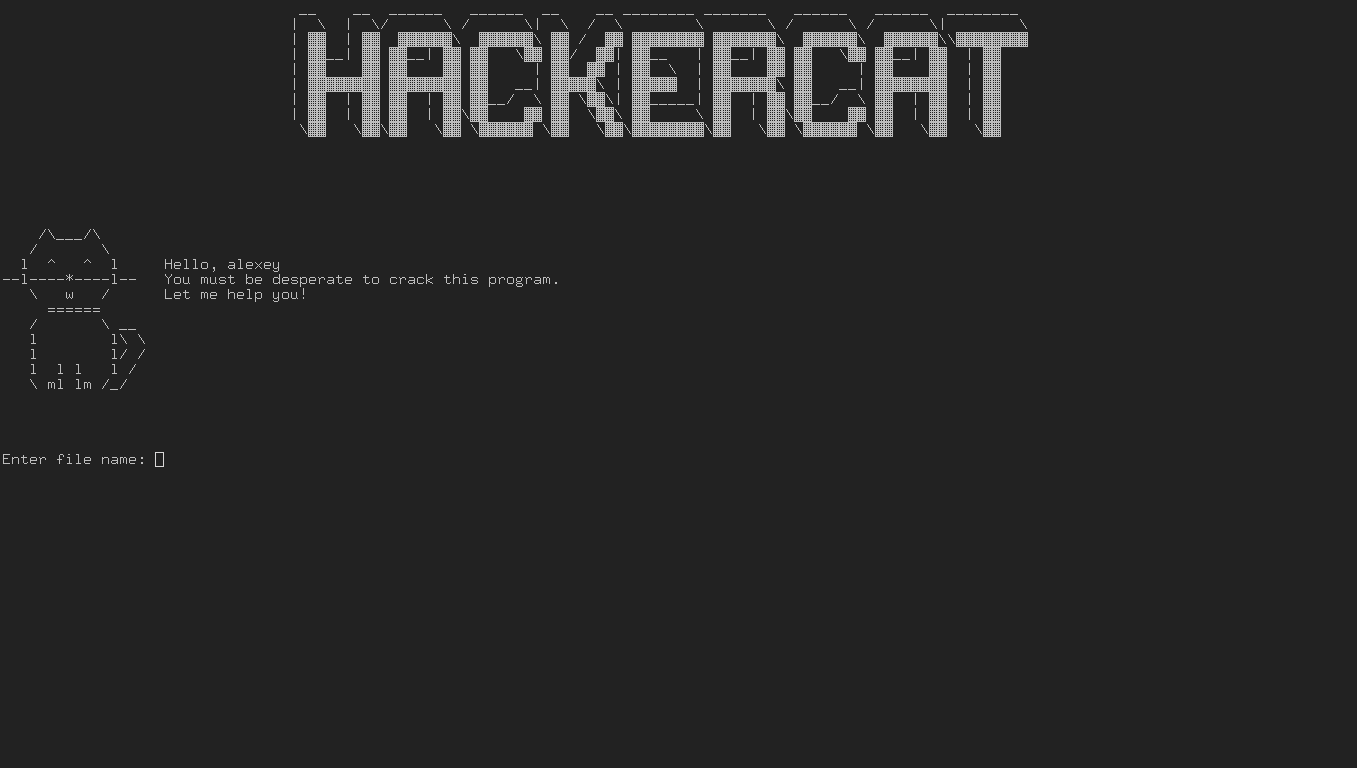 HACKERCAT
Hello, alexey
You must be desperate to crack this program.
Let me help you!
Enter file name: